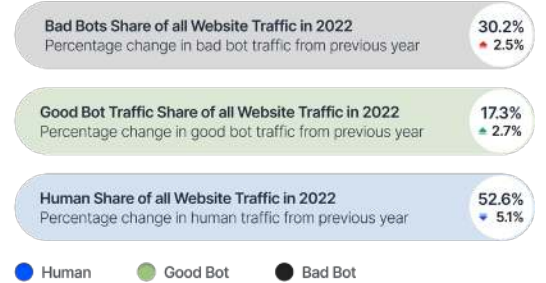 Bad Bots Share of all Website Traffic in 2022
30.2%
Percentage change in bad bot traffic from previous year
2.5%
Good Bot Traffic Share of all Website Traffic in 2022
17.3%
Percentage change in good bot traffic from previous year
2.7%
Human Share of all Website Traffic in 2022
52.6%
Percentage change in human traffic from previous year
5.1%
Human
Good Bot
Bad Bot